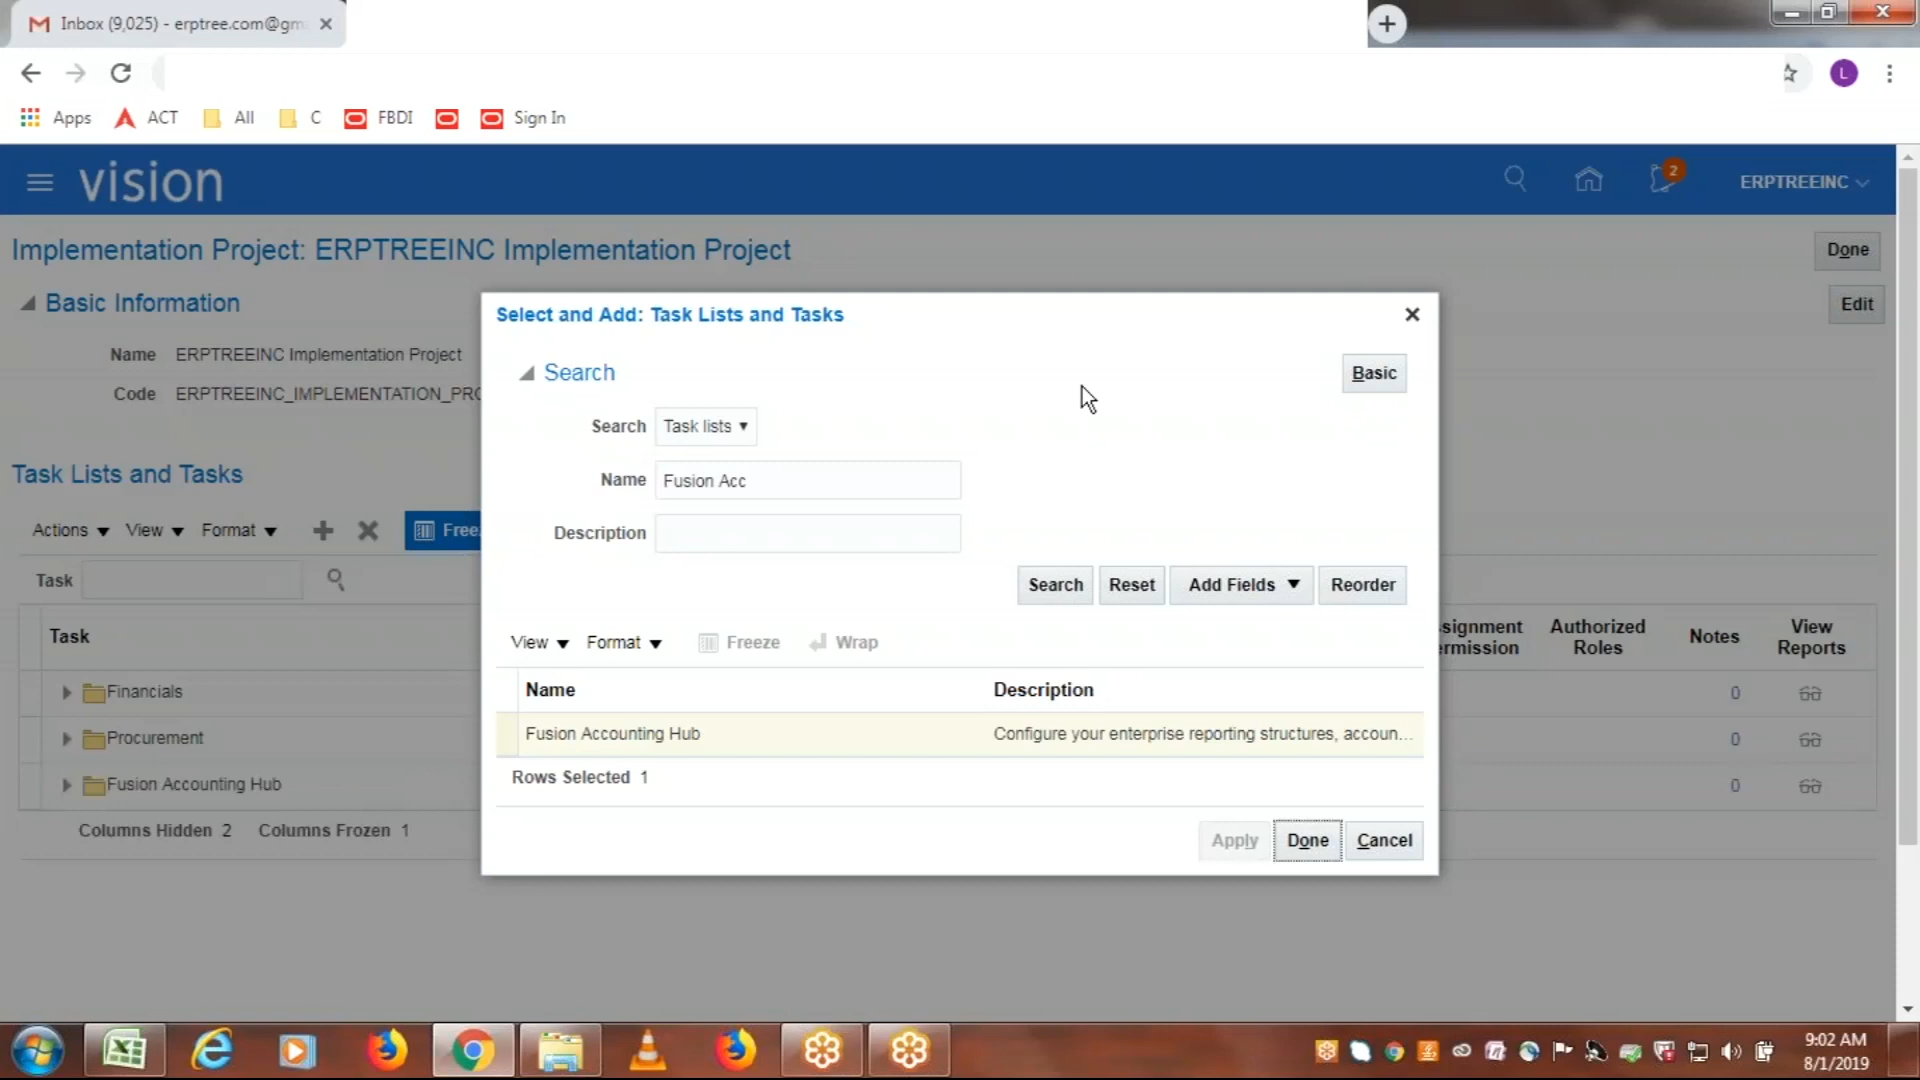 Inbox (9,025) - erptree.com@gm
Apps ACT All C FBDI Sign In
vision
2
ERPTREEINC
Implementation Project: ERPTREEINC Implementation Project
Done
Basic Information
Edit
Name ERPTREEINC Implementation Project
Code ERPTREEINC_IMPLEMENTATION_PRO
Task Lists and Tasks
Actions View Format Free
Task
Task
signment
rmission
Authorized
Roles
Notes
View
Reports
Financials 0
Procurement 0
Fusion Accounting Hub 0
Columns Hidden 2 Columns Frozen 1
Select and Add: Task Lists and Tasks
Search
Basic
Search Task lists
Name Fusion Acc
Description
Search Reset Add Fields Reorder
View Format Freeze Wrap
Name Description
Fusion Accounting Hub Configure your enterprise reporting structures, accoun...
Rows Selected 1
Apply Done Cancel
L
9:02 AM
8/1/2019